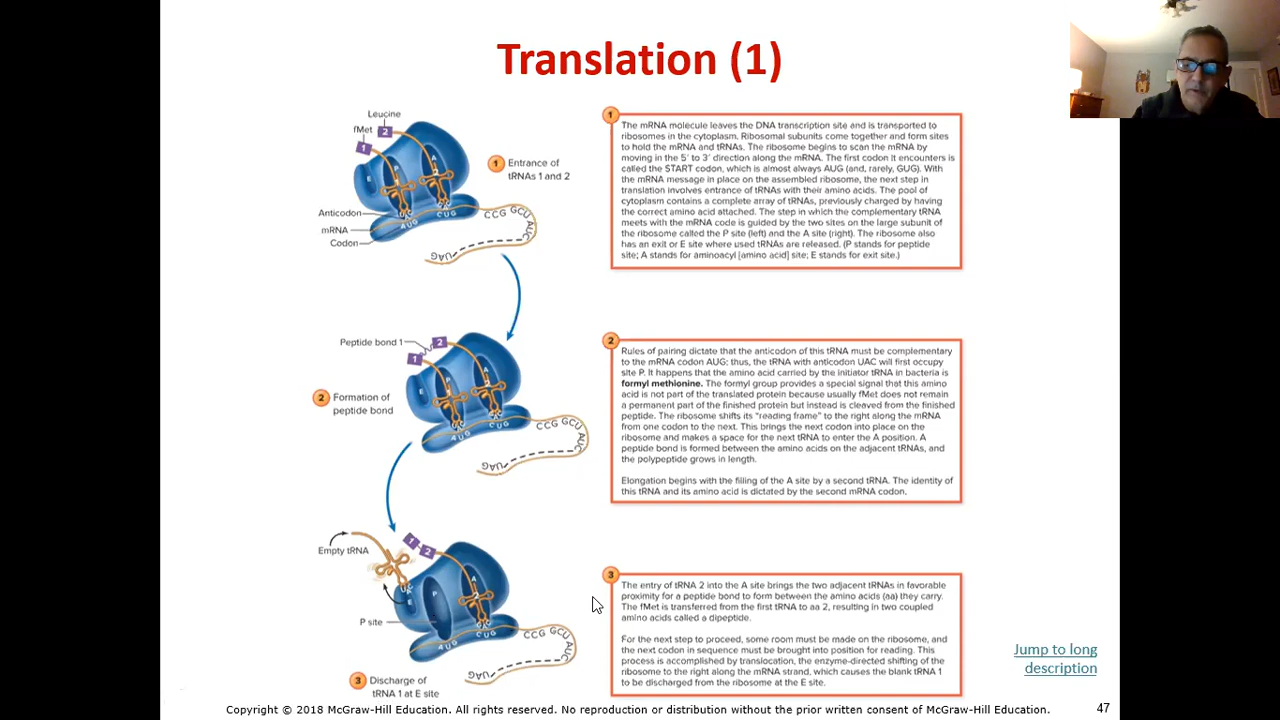 Translation (1)
Leucine
fMet
1
2
E
P
A
1 Entrance of
tRNAs 1 and 2
Anticodon
mRNA
Codon
AUG
CUG
CCG
GCU
AUC
UAG
1
The mRNA molecule leaves the DNA transcription site and is transported to
ribosomes in the cytoplasm. Ribosomal subunits come together and form sites
to hold the mRNA and tRNAs. The ribosome begins to scan the mRNA by
moving in the 5' to 3' direction along the mRNA. The first codon it encounters is
called the START codon, which is almost always AUG (and, rarely, GUG). With
the mRNA message in place on the assembled ribosome, the next step in
translation involves entrance of tRNAs with their amino acids. The pool of
cytoplasm contains a complete array of tRNAs, previously charged by having
the correct amino acid attached. The step in which the complementary tRNA
meets with the mRNA code is guided by the two sites on the large subunit of
the ribosome called the P site (left) and the A site (right). The ribosome also
has an exit or E site where used tRNAs are released. (P stands for peptide
site; A stands for aminoacyl [amino acid] site; E stands for exit site.)
Peptide bond 1
1
2
E
P
A
2 Formation of
peptide bond
AUG
CUG
CCG
GCU
AUC
UAG
2
Rules of pairing dictate that the anticodon of this tRNA must be complementary
to the mRNA codon AUG; thus, the tRNA with anticodon UAC will first occupy
site P. It happens that the amino acid carried by the initiator tRNA in bacteria is
formyl methionine. The formyl group provides a special signal that this amino
acid is not part of the translated protein because usually fMet does not remain
a permanent part of the finished protein but instead is cleaved from the finished
peptide. The ribosome shifts its "reading frame" to the right along the mRNA
from one codon to the next. This brings the next codon into place on the
ribosome and makes a space for the next tRNA to enter the A position. A
peptide bond is formed between the amino acids on the adjacent tRNAs, and
the polypeptide grows in length.
Elongation begins with the filling of the A site by a second tRNA. The identity of
this tRNA and its amino acid is dictated by the second mRNA codon.
Empty tRNA
1
2
E
P
A
P site
AUG
CUG
CCG
GCU
AUC
UAG
3 Discharge of
tRNA 1 at E site
3
The entry of tRNA 2 into the A site brings the two adjacent tRNAs in favorable
proximity for a peptide bond to form between the amino acids (aa) they carry.
The fMet is transferred from the first tRNA to aa 2, resulting in two coupled
amino acids called a dipeptide.
For the next step to proceed, some room must be made on the ribosome, and
the next codon in sequence must be brought into position for reading. This
process is accomplished by translocation, the enzyme-directed shifting of the
ribosome to the right along the mRNA strand, which causes the blank tRNA 1
to be discharged from the ribosome at the E site.
Jump to long
description
Copyright © 2018 McGraw-Hill Education. All rights reserved. No reproduction or distribution without the prior written consent of McGraw-Hill Education.
47